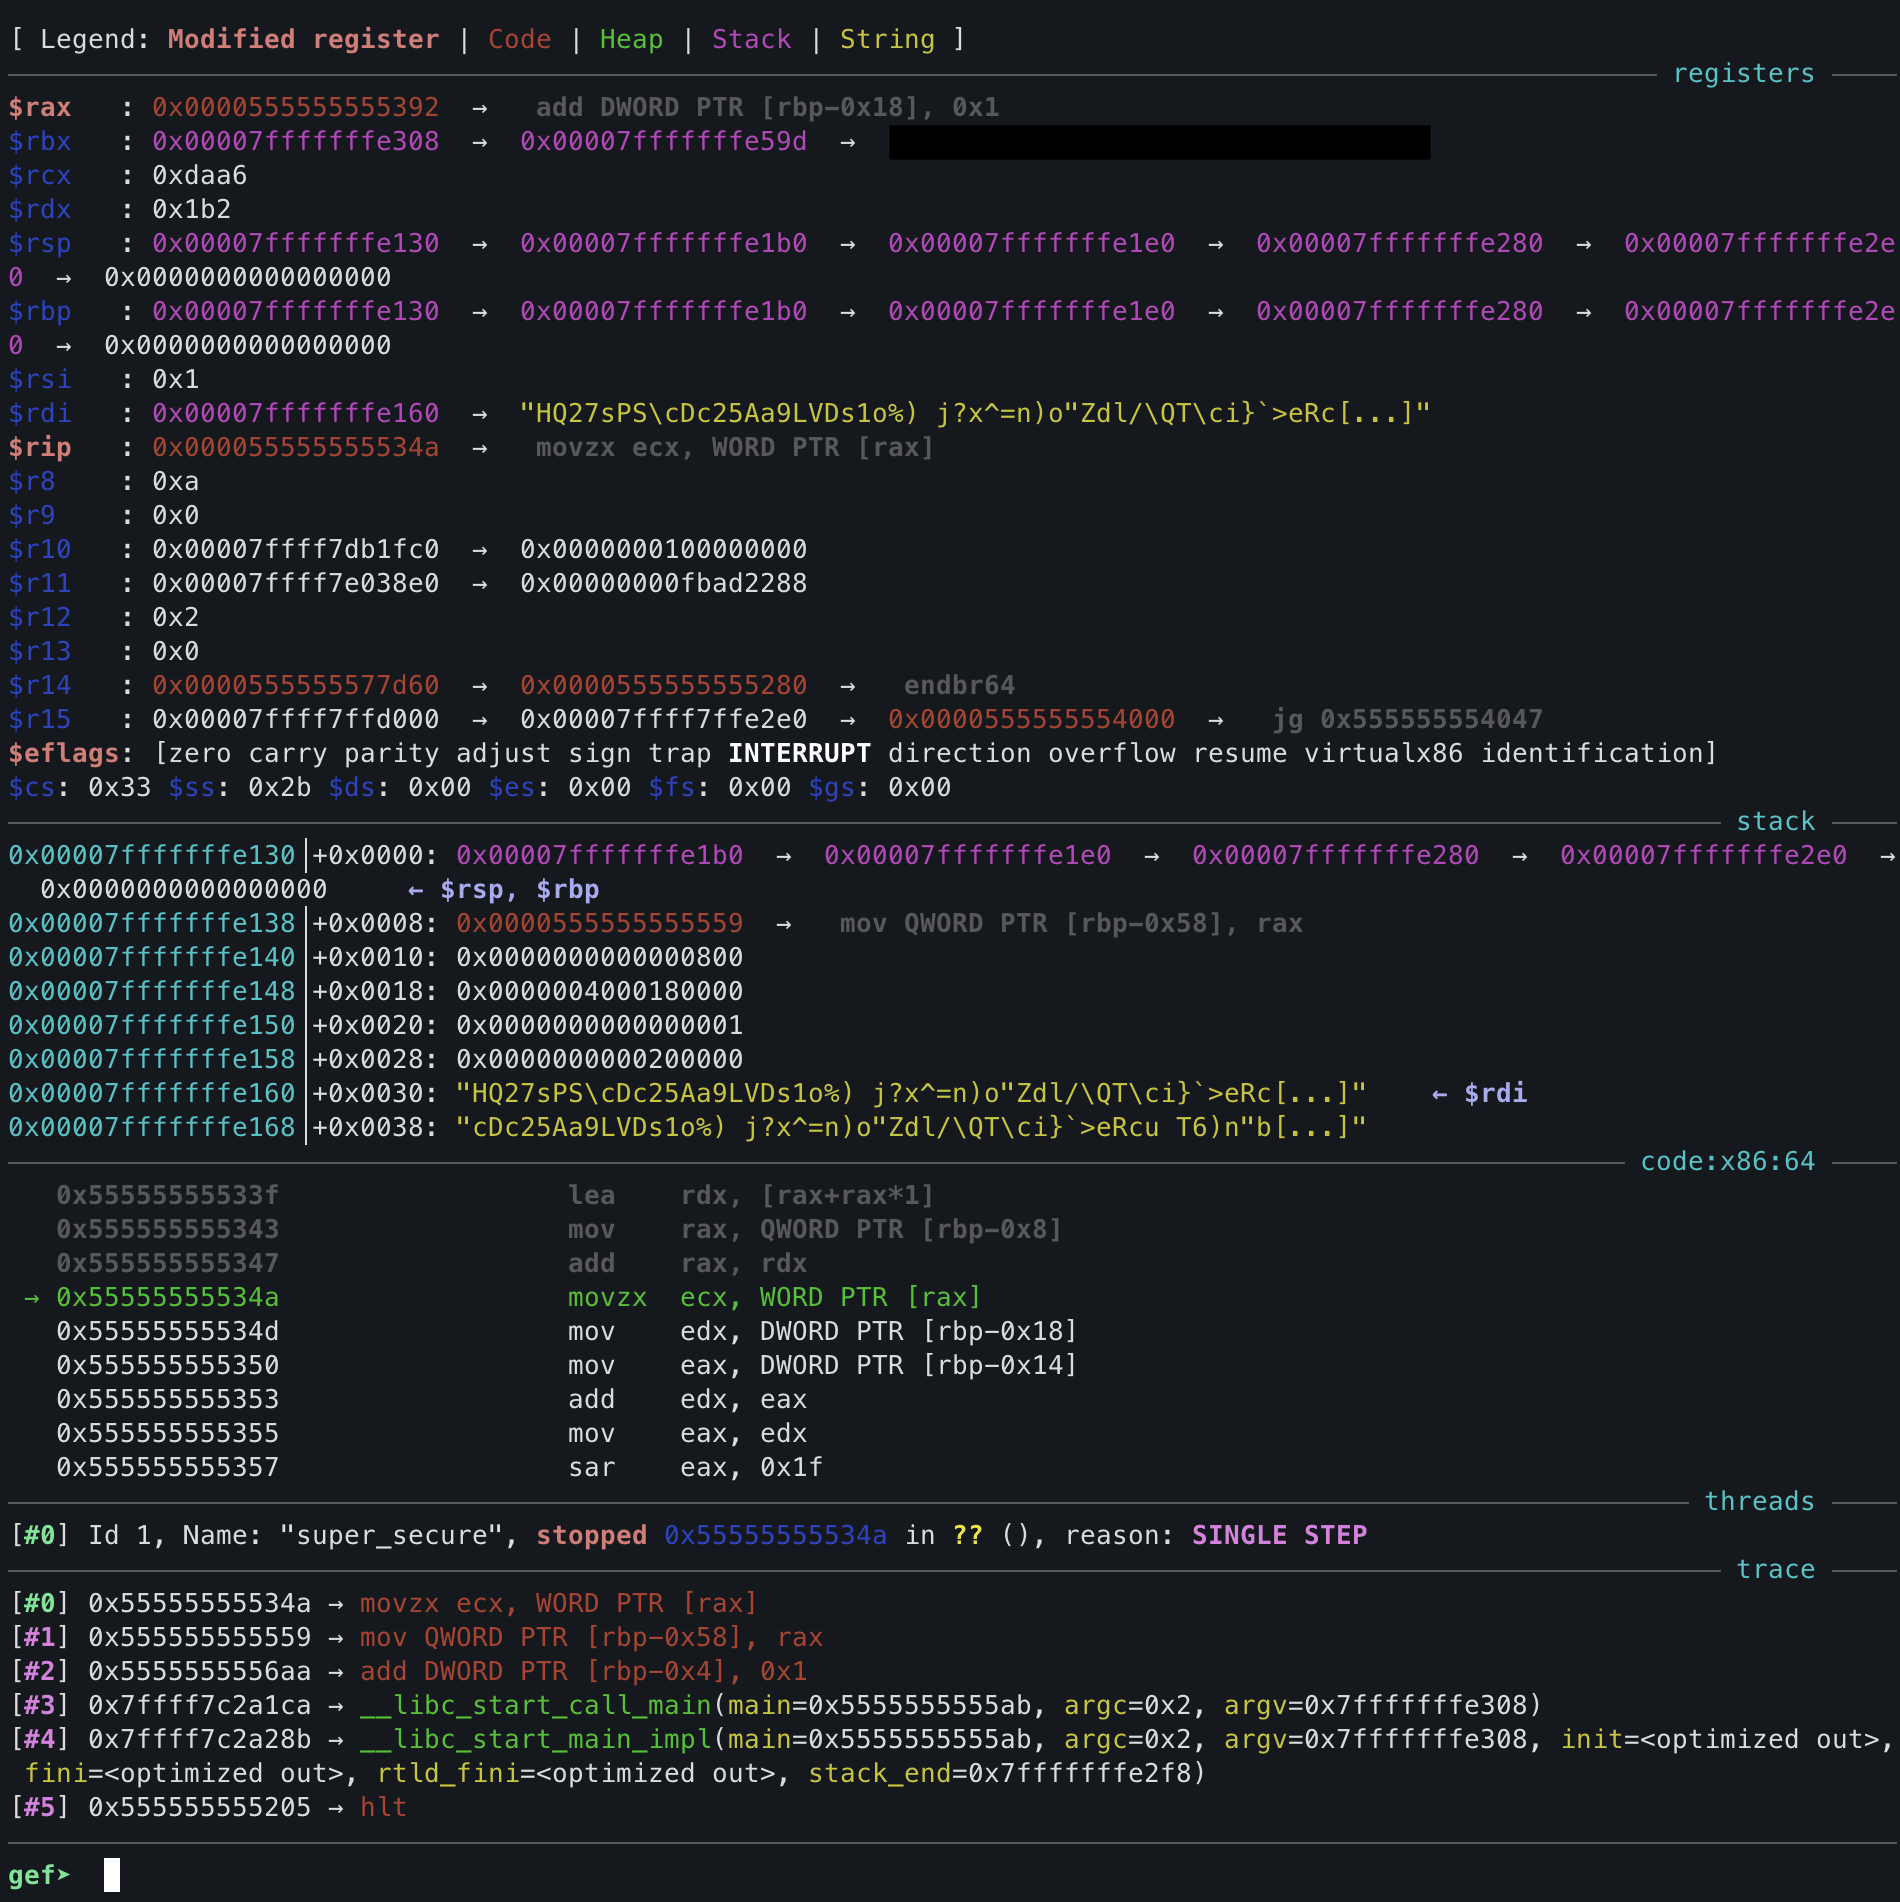 [ Legend: Modified register | Code | Heap | Stack | String ]
registers
$rax   : 0x0000555555555392  →   add DWORD PTR [rbp-0x18], 0x1
$rbx   : 0x00007fffffffe308  →  0x00007fffffffe59d  →
$rcx   : 0xdaa6
$rdx   : 0x1b2
$rsp   : 0x00007fffffffe130  →  0x00007fffffffe1b0  →  0x00007fffffffe1e0  →  0x00007fffffffe280  →  0x00007fffffffe2e
0  →  0x0000000000000000
$rbp   : 0x00007fffffffe130  →  0x00007fffffffe1b0  →  0x00007fffffffe1e0  →  0x00007fffffffe280  →  0x00007fffffffe2e
0  →  0x0000000000000000
$rsi   : 0x1
$rdi   : 0x00007fffffffe160  →  "HQ27sPS\cDc25Aa9LVDs1o%) j?x^=n)o"Zdl/\QT\ci}`>eRc[...]"
$rip   : 0x000055555555534a  →   movzx ecx, WORD PTR [rax]
$r8    : 0xa
$r9    : 0x0
$r10   : 0x00007ffff7db1fc0  →  0x0000000100000000
$r11   : 0x00007ffff7e038e0  →  0x00000000fbad2288
$r12   : 0x2
$r13   : 0x0
$r14   : 0x0000555555577d60  →  0x0000555555555280  →   endbr64
$r15   : 0x00007ffff7ffd000  →  0x00007ffff7ffe2e0  →  0x0000555555554000  →   jg 0x555555554047
$eflags: [zero carry parity adjust sign trap INTERRUPT direction overflow resume virtualx86 identification]
$cs: 0x33 $ss: 0x2b $ds: 0x00 $es: 0x00 $fs: 0x00 $gs: 0x00
stack
0x00007fffffffe130│+0x0000: 0x00007fffffffe1b0  →  0x00007fffffffe1e0  →  0x00007fffffffe280  →  0x00007fffffffe2e0  →
0x0000000000000000     ← $rsp, $rbp
0x00007fffffffe138│+0x0008: 0x0000555555555559  →   mov QWORD PTR [rbp-0x58], rax
0x00007fffffffe140│+0x0010: 0x0000000000000800
0x00007fffffffe148│+0x0018: 0x0000004000180000
0x00007fffffffe150│+0x0020: 0x0000000000000001
0x00007fffffffe158│+0x0028: 0x0000000000200000
0x00007fffffffe160│+0x0030: "HQ27sPS\cDc25Aa9LVDs1o%) j?x^=n)o"Zdl/\QT\ci}`>eRc[...]"    ← $rdi
0x00007fffffffe168│+0x0038: "cDc25Aa9LVDs1o%) j?x^=n)o"Zdl/\QT\ci}`>eRcu T6)n"b[...]"
code:x86:64
0x55555555533f                  lea    rdx, [rax+rax*1]
0x555555555343                  mov    rax, QWORD PTR [rbp-0x8]
0x555555555347                  add    rax, rdx
→ 0x55555555534a                  movzx  ecx, WORD PTR [rax]
0x55555555534d                  mov    edx, DWORD PTR [rbp-0x18]
0x555555555350                  mov    eax, DWORD PTR [rbp-0x14]
0x555555555353                  add    edx, eax
0x555555555355                  mov    eax, edx
0x555555555357                  sar    eax, 0x1f
threads
[#0] Id 1, Name: "super_secure", stopped 0x55555555534a in ?? (), reason: SINGLE STEP
trace
[#0] 0x55555555534a → movzx ecx, WORD PTR [rax]
[#1] 0x555555555559 → mov QWORD PTR [rbp-0x58], rax
[#2] 0x5555555556aa → add DWORD PTR [rbp-0x4], 0x1
[#3] 0x7ffff7c2a1ca → __libc_start_call_main(main=0x5555555555ab, argc=0x2, argv=0x7fffffffe308)
[#4] 0x7ffff7c2a28b → __libc_start_main_impl(main=0x5555555555ab, argc=0x2, argv=0x7fffffffe308, init=<optimized out>,
fini=<optimized out>, rtld_fini=<optimized out>, stack_end=0x7fffffffe2f8)
[#5] 0x555555555205 → hlt
gef➤